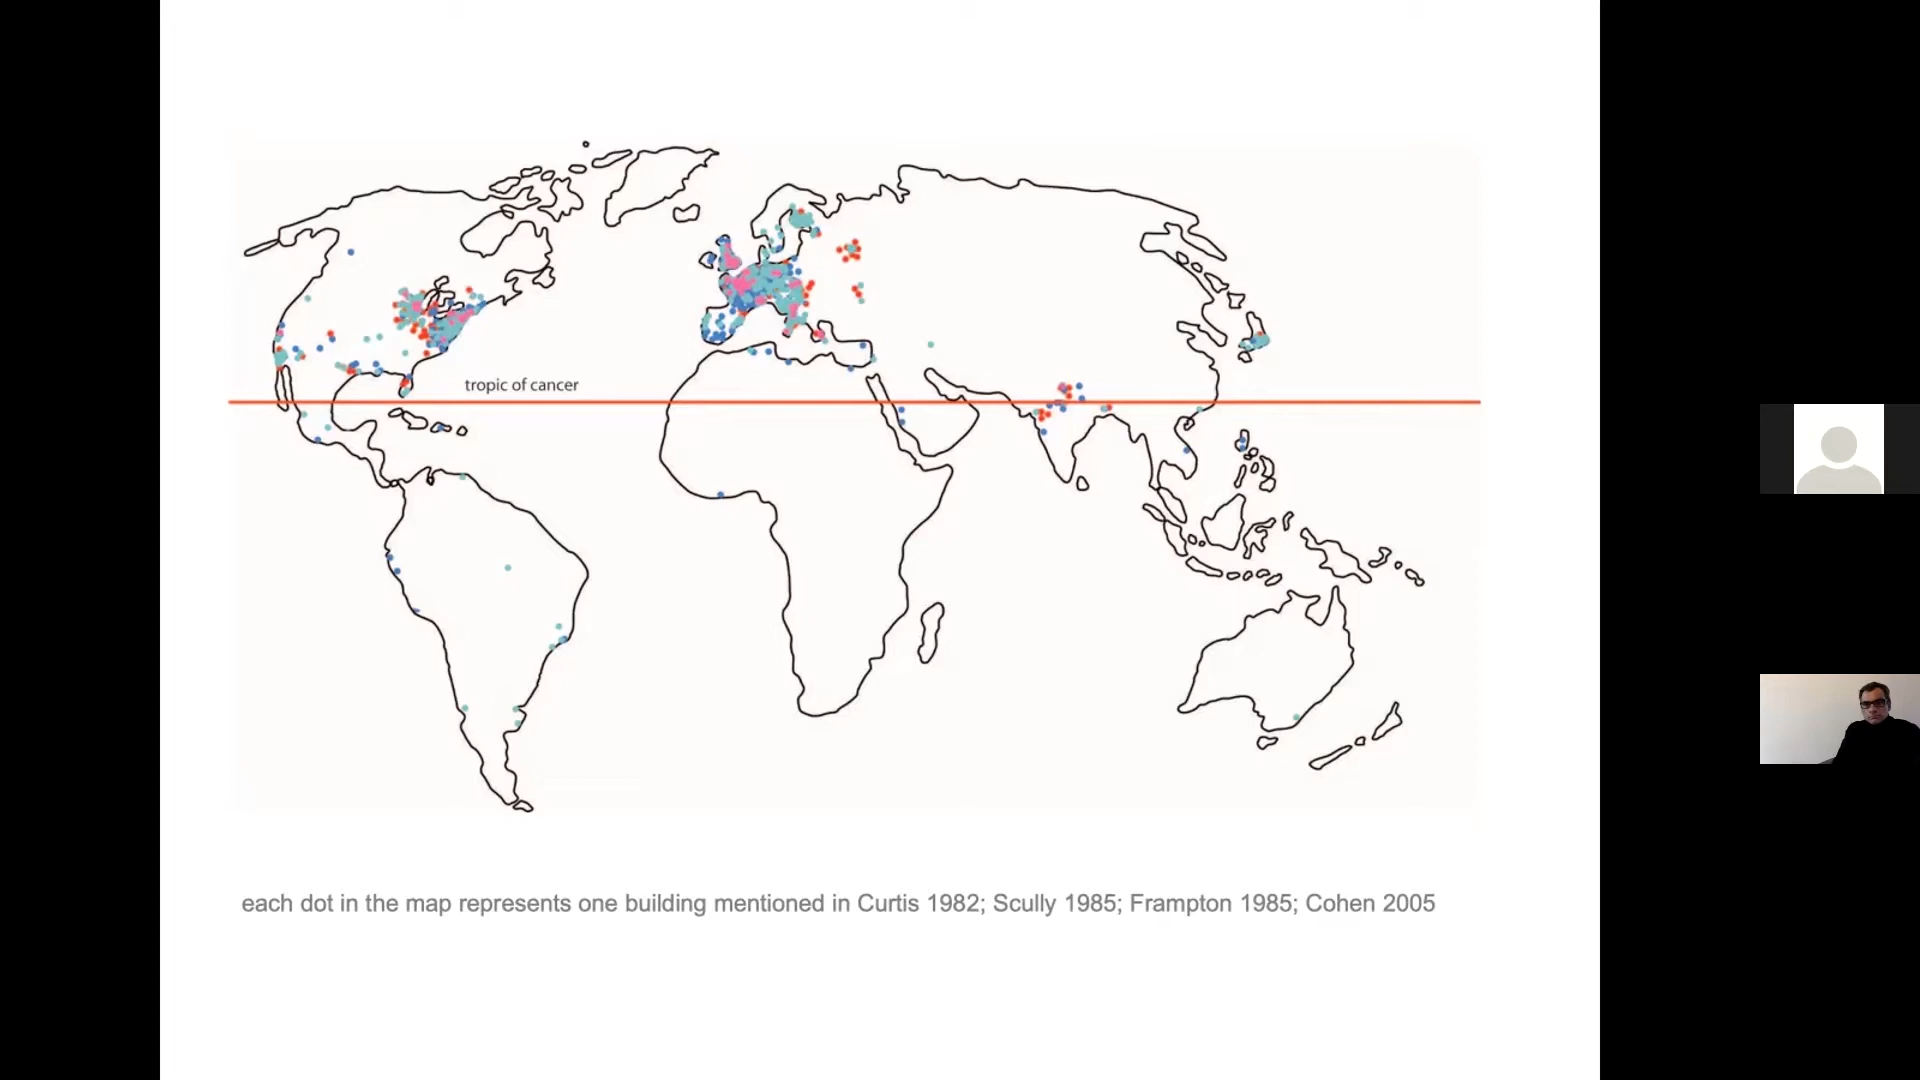 tropic of cancer
each dot in the map represents one building mentioned in Curtis 1982; Scully 1985; Frampton 1985; Cohen 2005